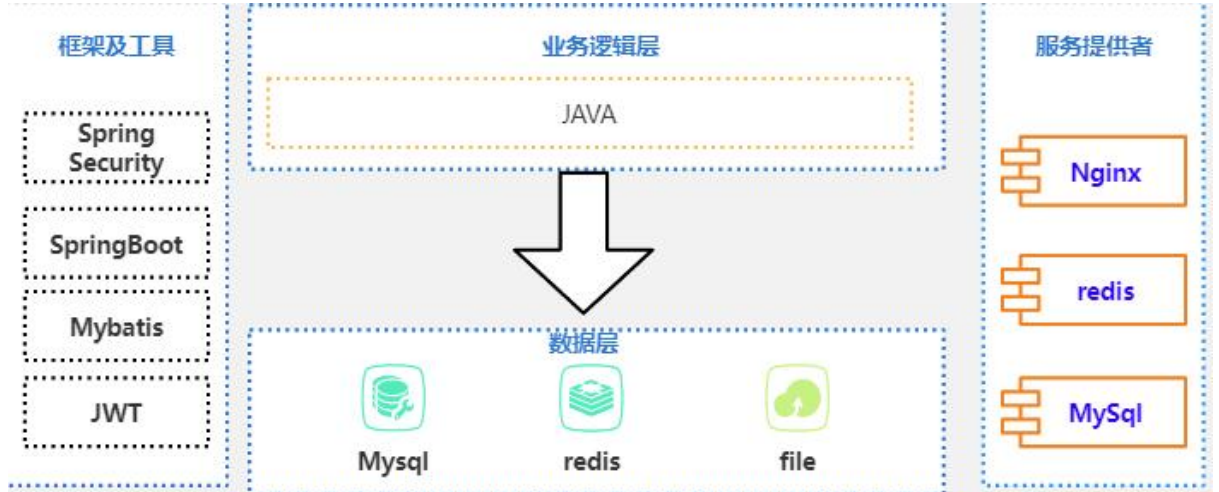 框架及工具
Spring
Security
SpringBoot
Mybatis
JWT
业务逻辑层
JAVA
数据层
Mysql
redis
file
服务提供者
Nginx
redis
MySql